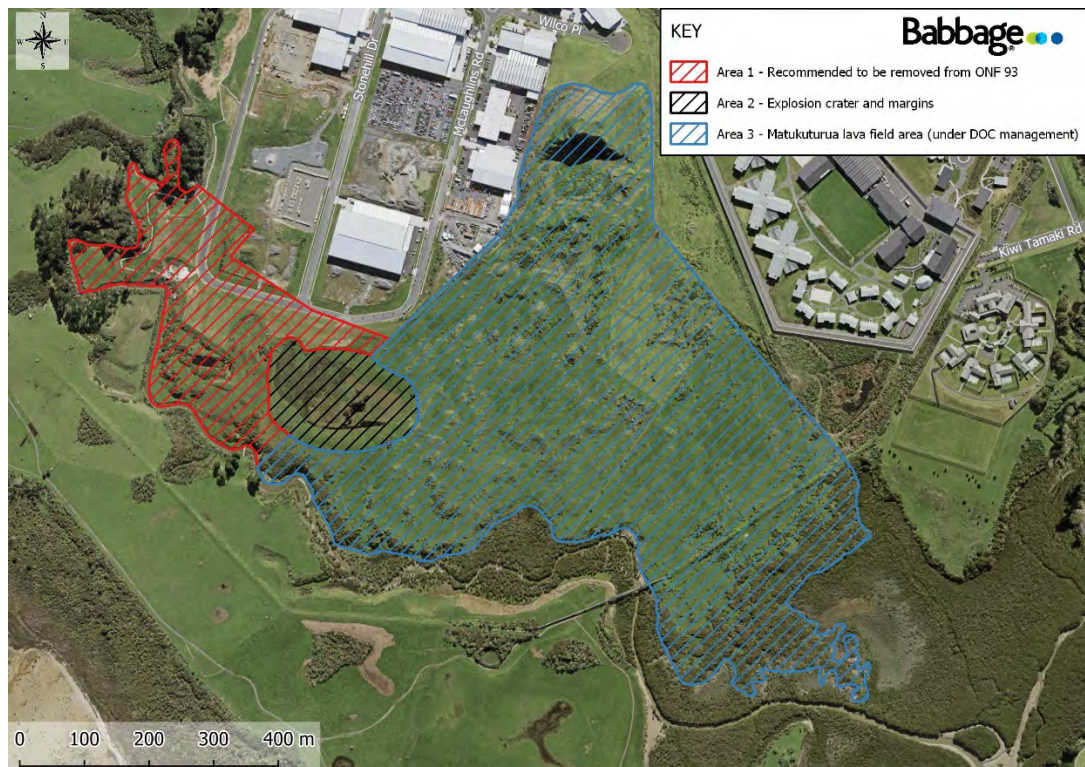 N
W E
S
Stonehill Dr
McLaughlins Rd
Wilco Pl
KEY
Babbage®
Area 1 - Recommended to be removed from ONF 93
Area 2 - Explosion crater and margins
Area 3 - Matukuturua lava field area (under DOC management)
Kiwi Tamaki Rd
0 100 200 300 400 m